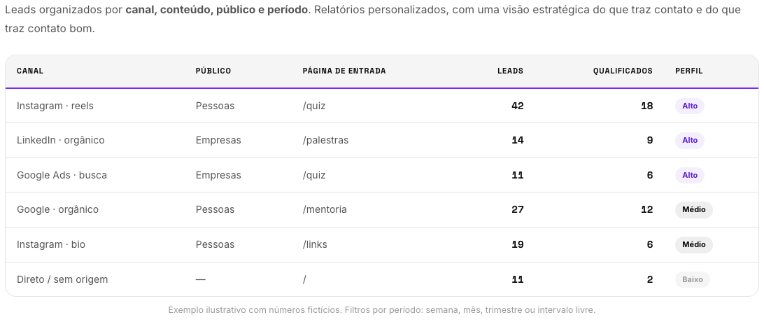 Leads organizados por canal, conteúdo, público e período. Relatórios personalizados, com uma visão estratégica do que traz contato e do que
traz contato bom.
CANAL PÚBLICO PÁGINA DE ENTRADA LEADS QUALIFICADOS PERFIL
Instagram · reels Pessoas /quiz 42 18 Alto
LinkedIn · orgânico Empresas /palestras 14 9 Alto
Google Ads · busca Empresas /quiz 11 6 Alto
Google · orgânico Pessoas /mentoria 27 12 Médio
Instagram · bio Pessoas /links 19 6 Médio
Direto / sem origem — / 11 2 Baixo
Exemplo ilustrativo com números fictícios. Filtros por período: semana, mês, trimestre ou intervalo livre.